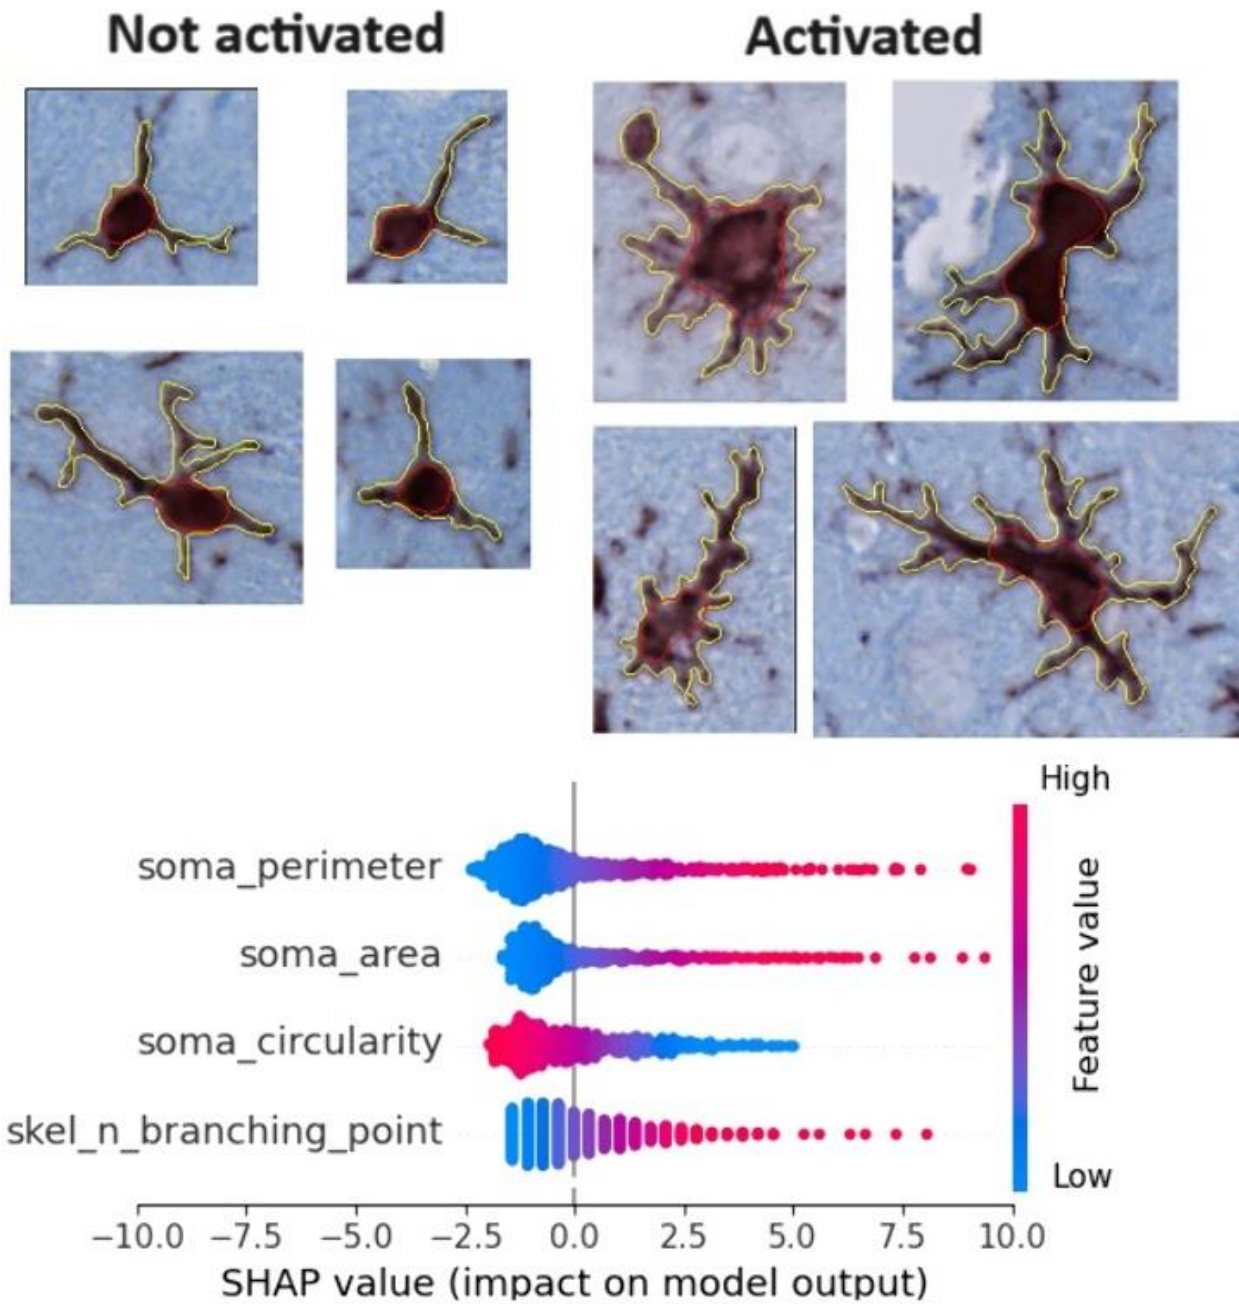 Not activated
Activated
High
soma_perimeter
soma_area
soma_circularity
skel_n_branching_point
Feature value
Low
−10.0 −7.5 −5.0 −2.5 0.0 2.5 5.0 7.5 10.0
SHAP value (impact on model output)